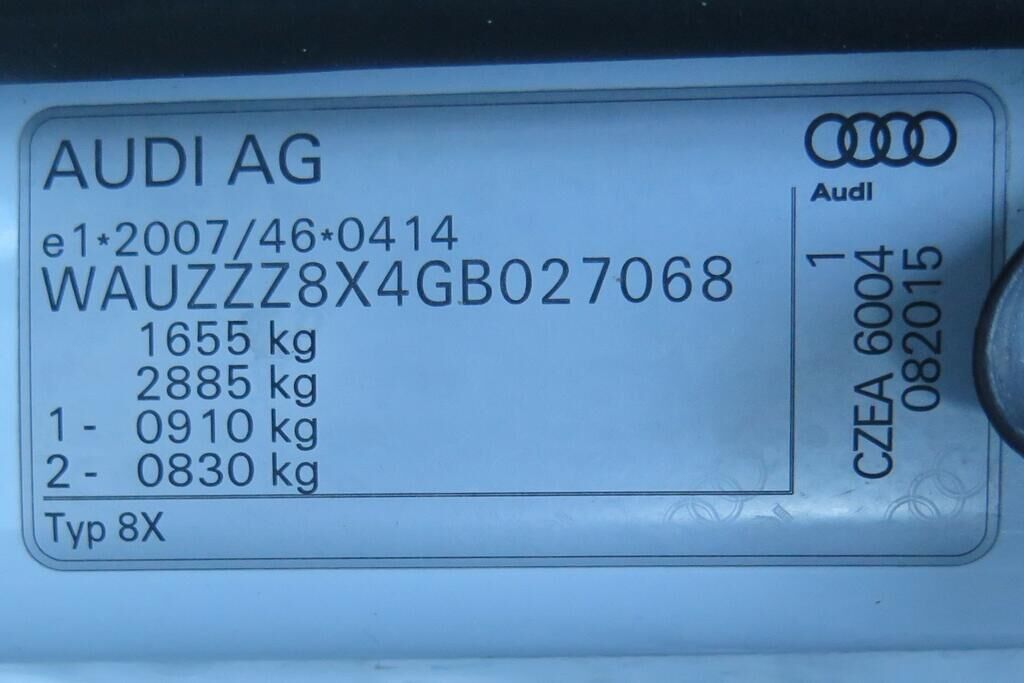 AUDI AG
e1*2007/46*0414
WAUZZZ8X4GB027068
1655 kg
2885 kg
1 - 0910 kg
2 - 0830 kg
Typ 8X
Audi
1
CZEA 6004
082015